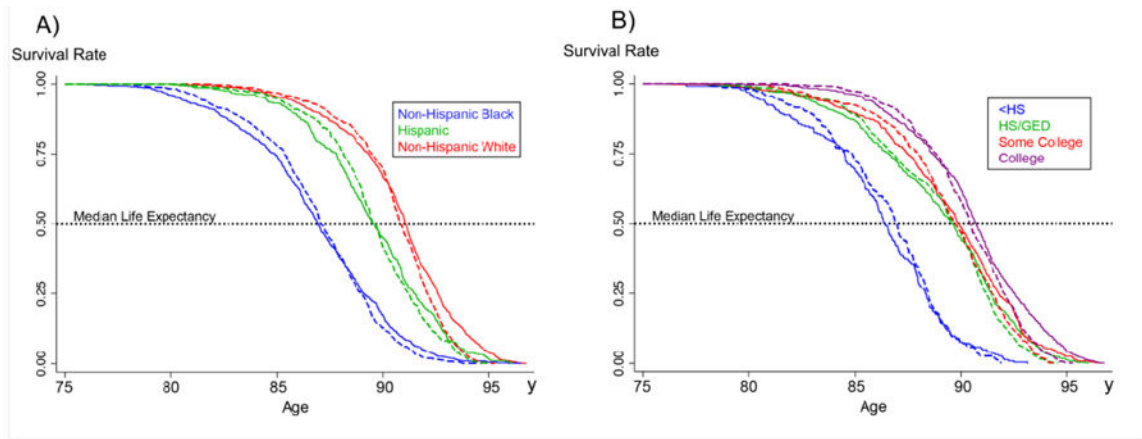 A)
Survival Rate
1.00
0.75
0.50
0.25
0.00
Non-Hispanic Black
Hispanic
Non-Hispanic White
Median Life Expectancy
75 80 85 90 95 y
Age
B)
Survival Rate
1.00
0.75
0.50
0.25
0.00
<HS
HS/GED
Some College
College
Median Life Expectancy
75 80 85 90 95 y
Age